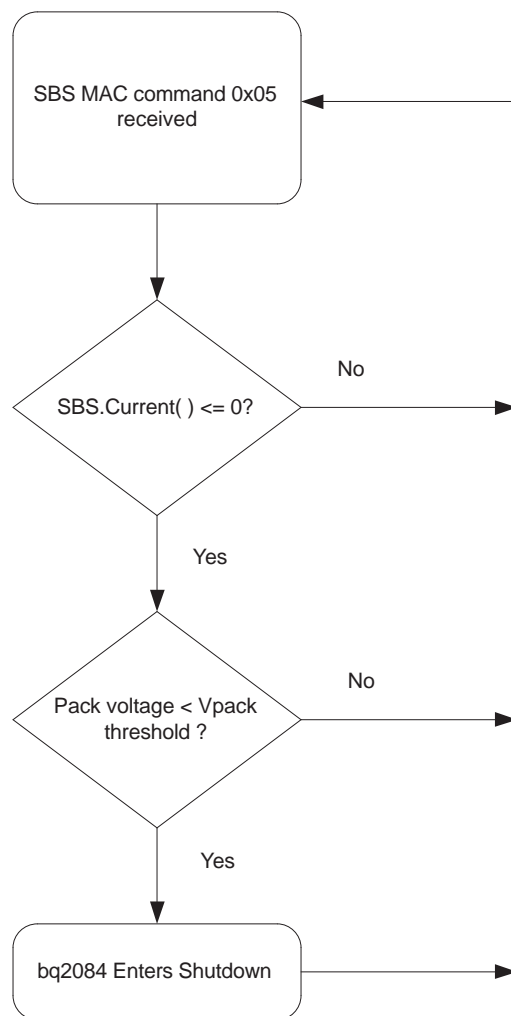 SBS MAC command 0x05
received
No
SBS.Current( ) <= 0?
Yes
No
Pack voltage < Vpack
threshold ?
Yes
bq2084 Enters Shutdown